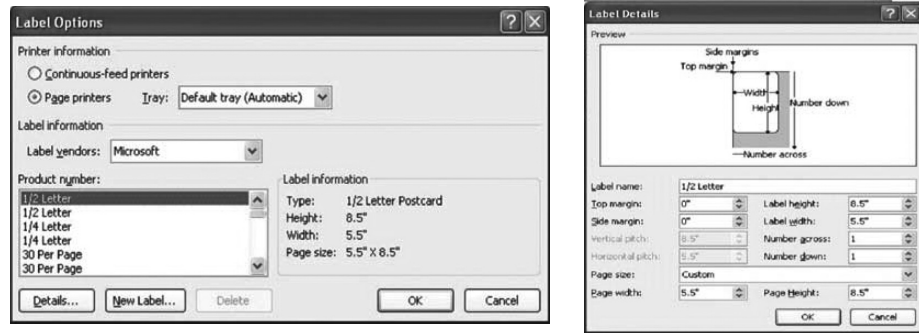 Label Options
Printer information
Continuous-feed printers
Page printers Tray: Default tray (Automatic)
Label information
Label vendors: Microsoft
Product number:
1/2 Letter
1/2 Letter
1/4 Letter
1/4 Letter
30 Per Page
30 Per Page
Label information
Type: 1/2 Letter Postcard
Height: 8.5"
Width: 5.5"
Page size: 5.5" X 8.5"
Details... New Label... Delete OK Cancel
Label Details
Preview
Side margins
Top margin
Width
Height
Number down
Number across
Label name: 1/2 Letter
Top margin: 0" Label height: 8.5"
Side margin: 0" Label width: 5.5"
Vertical pitch: 8.5" Number across: 1
Horizontal pitch: 5.5" Number down: 1
Page size: Custom
Page width: 5.5" Page Height: 8.5"
OK Cancel